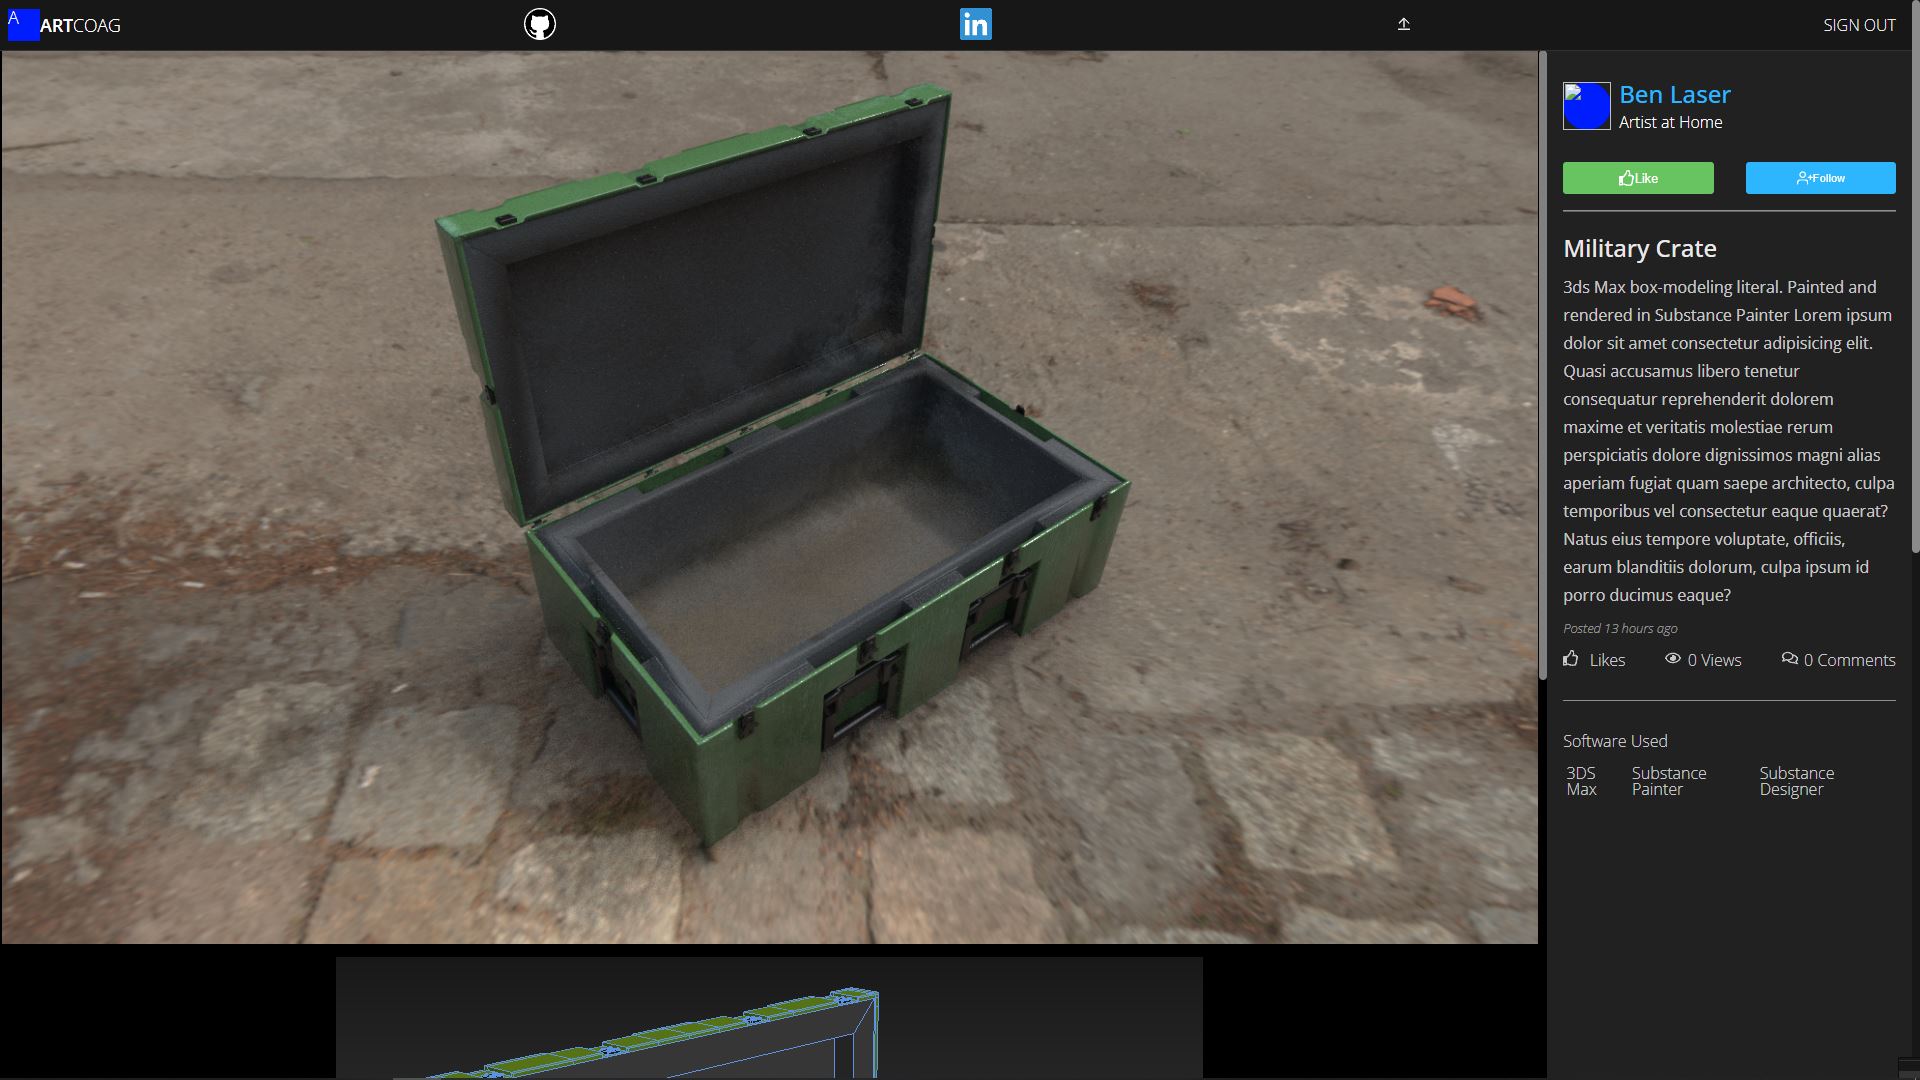 A ARTCOAG
in
SIGN OUT
Ben Laser
Artist at Home
Like
Follow
Military Crate
3ds Max box-modeling literal. Painted and
rendered in Substance Painter Lorem ipsum
dolor sit amet consectetur adipisicing elit.
Quasi accusamus libero tenetur
consequatur reprehenderit dolorem
maxime et veritatis molestiae rerum
perspiciatis dolore dignissimos magni alias
aperiam fugiat quam saepe architecto, culpa
temporibus vel consectetur eaque quaerat?
Natus eius tempore voluptate, officiis,
earum blanditiis dolorum, culpa ipsum id
porro ducimus eaque?
Posted 13 hours ago
Likes
0 Views
0 Comments
Software Used
3DS
Max
Substance
Painter
Substance
Designer